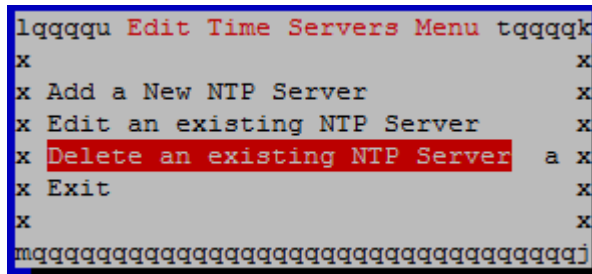 lqqqqu Edit Time Servers Menu tqqqqk
x x
x Add a New NTP Server x
x Edit an existing NTP Server x
x Delete an existing NTP Server a x
x Exit x
x x
mqqqqqqqqqqqqqqqqqqqqqqqqqqqqqqqqqqj